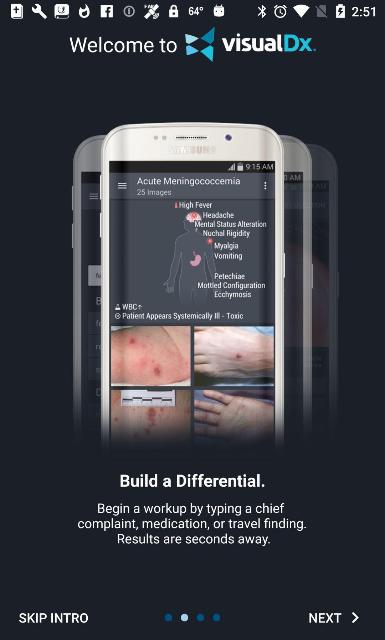 64°
2:51
Welcome to visualDx.
SAMSUNG
9:15 AM
Acute Meningococcemia
25 Images
High Fever
Headache
Mental Status Alteration
Nuchal Rigidity
Myalgia
Vomiting
Petechiae
Mottled Configuration
Ecchymosis
WBC↑
Patient Appears Systemically Ill - Toxic
Build a Differential.
Begin a workup by typing a chief
complaint, medication, or travel finding.
Results are seconds away.
SKIP INTRO
NEXT